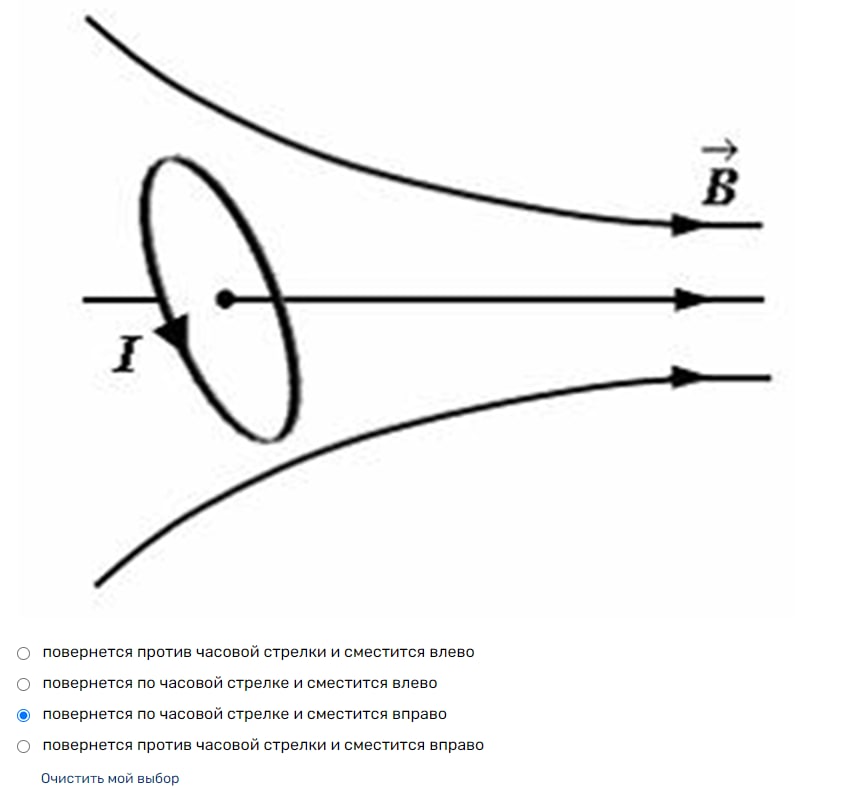 B
I
повернется против часовой стрелки и сместится влево
повернется по часовой стрелке и сместится влево
повернется по часовой стрелке и сместится вправо
повернется против часовой стрелки и сместится вправо
Очистить мой выбор